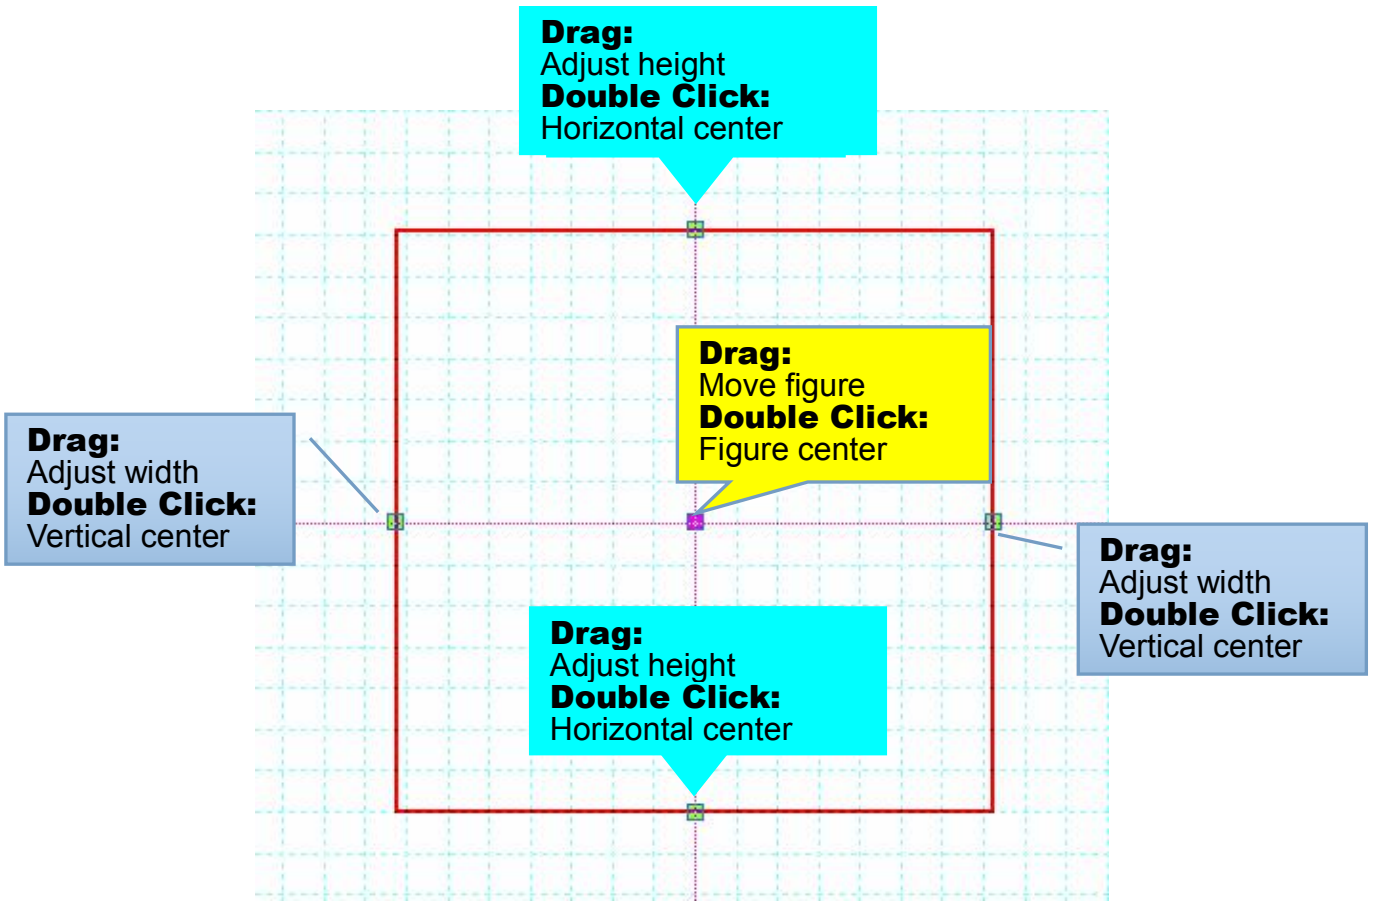 Drag:
Adjust height
Double Click:
Horizontal center
Drag:
Move figure
Double Click:
Figure center
Drag:
Adjust width
Double Click:
Vertical center
Drag:
Adjust width
Double Click:
Vertical center
Drag:
Adjust height
Double Click:
Horizontal center